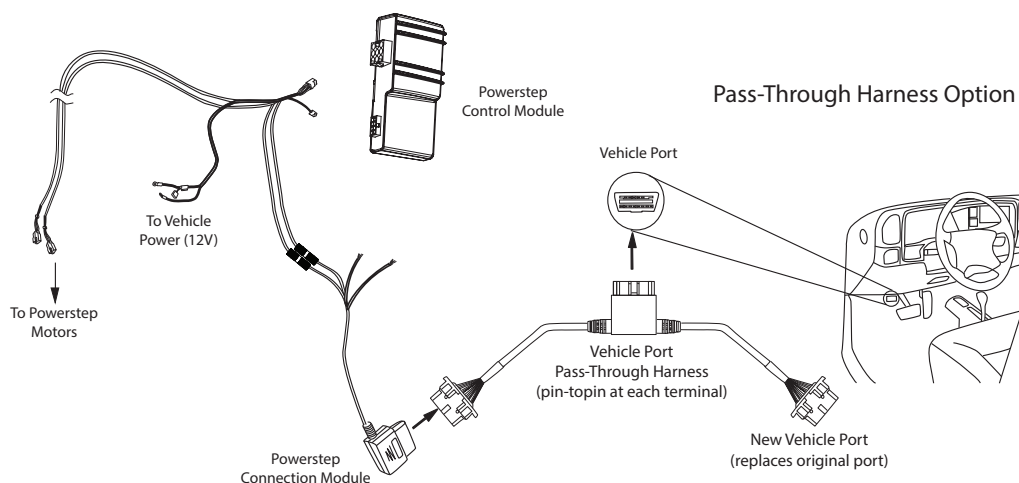 Powerstep
Control Module
Pass-Through Harness Option
Vehicle Port
To Vehicle
Power (12V)
To Powerstep
Motors
Vehicle Port
Pass-Through Harness
(pin-topin at each terminal)
New Vehicle Port
(replaces original port)
Powerstep
Connection Module